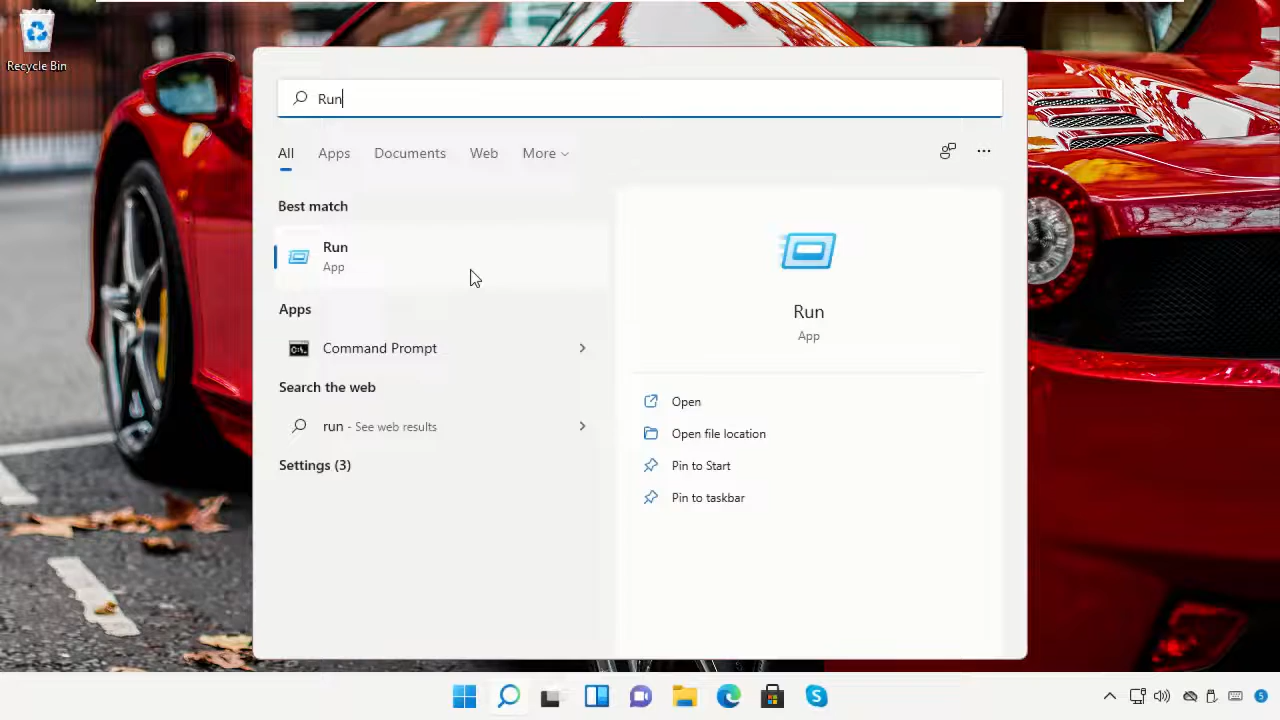 Recycle Bin
Run
All Apps Documents Web More
Best match
Run
App
Apps
Command Prompt
Search the web
run - See web results
Settings (3)
Run
App
Open
Open file location
Pin to Start
Pin to taskbar
5